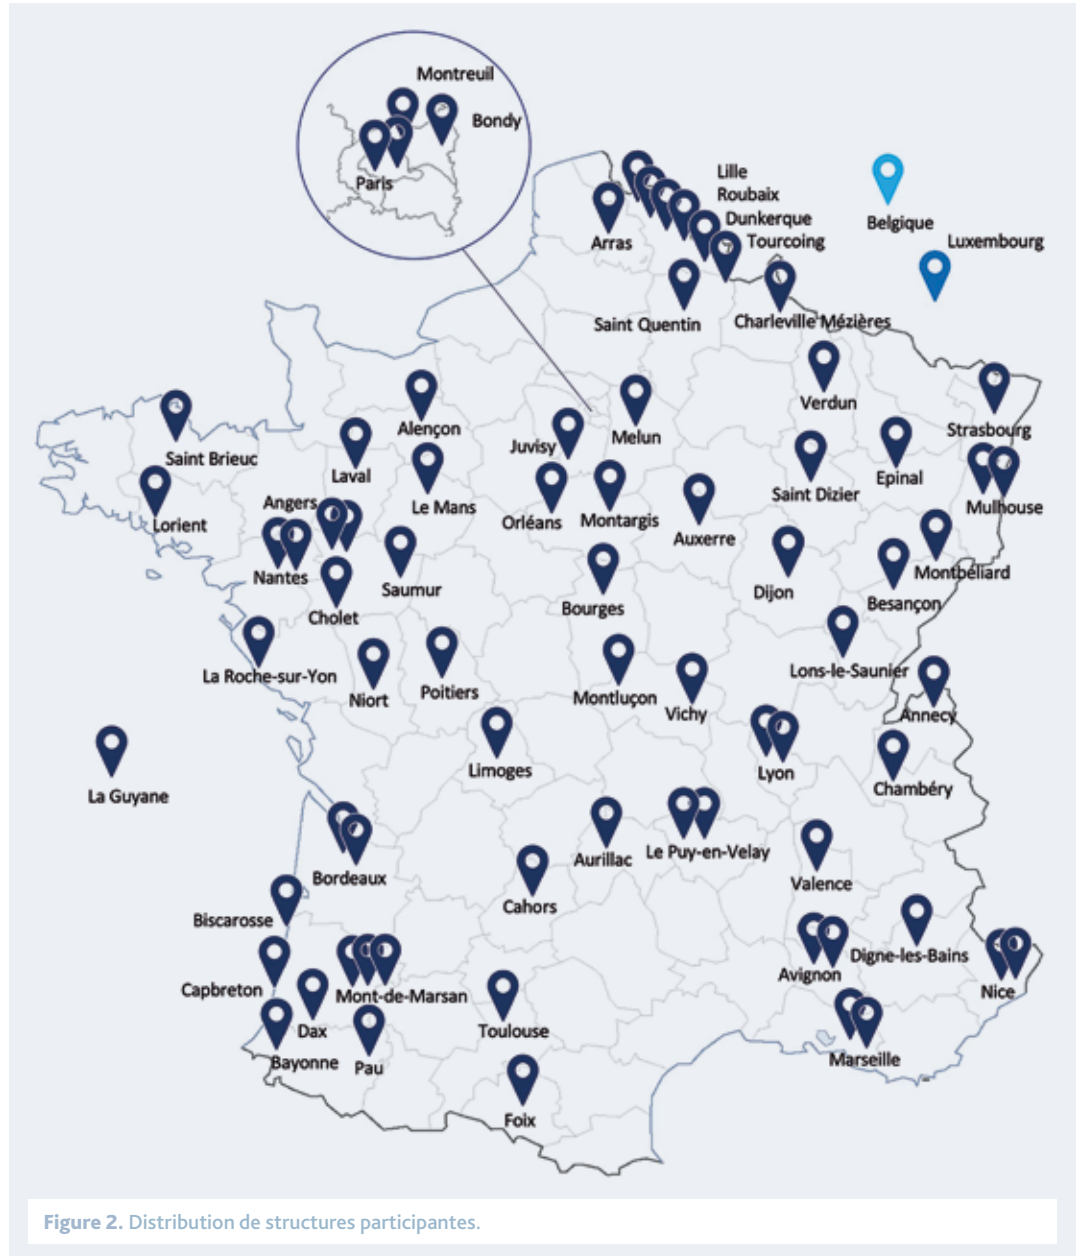 Montreuil
Bondy
Paris
Lille
Roubaix
Dunkerque
Tourcoing
Belgique
Luxembourg
Arras
Saint Quentin
Charleville Mézières
Verdun
Strasbourg
Alençon
Juvisy
Melun
Saint Brieuc
Laval
Le Mans
Saint Dizier
Epinal
Mulhouse
Lorient
Angers
Orléans
Montargis
Auxerre
Nantes
Saumur
Dijon
Montbéliard
Cholet
Bourges
Besançon
La Roche-sur-Yon
Niort
Poitiers
Montluçon
Vichy
Lons-le-Saunier
Annecy
La Guyane
Limoges
Lyon
Chambéry
Bordeaux
Aurillac
Le Puy-en-Velay
Valence
Biscarosse
Cahors
Capbreton
Mont-de-Marsan
Avignon
Digne-les-Bains
Nice
Dax
Toulouse
Bayonne
Pau
Marseille
Foix
Figure 2. Distribution de structures participantes.